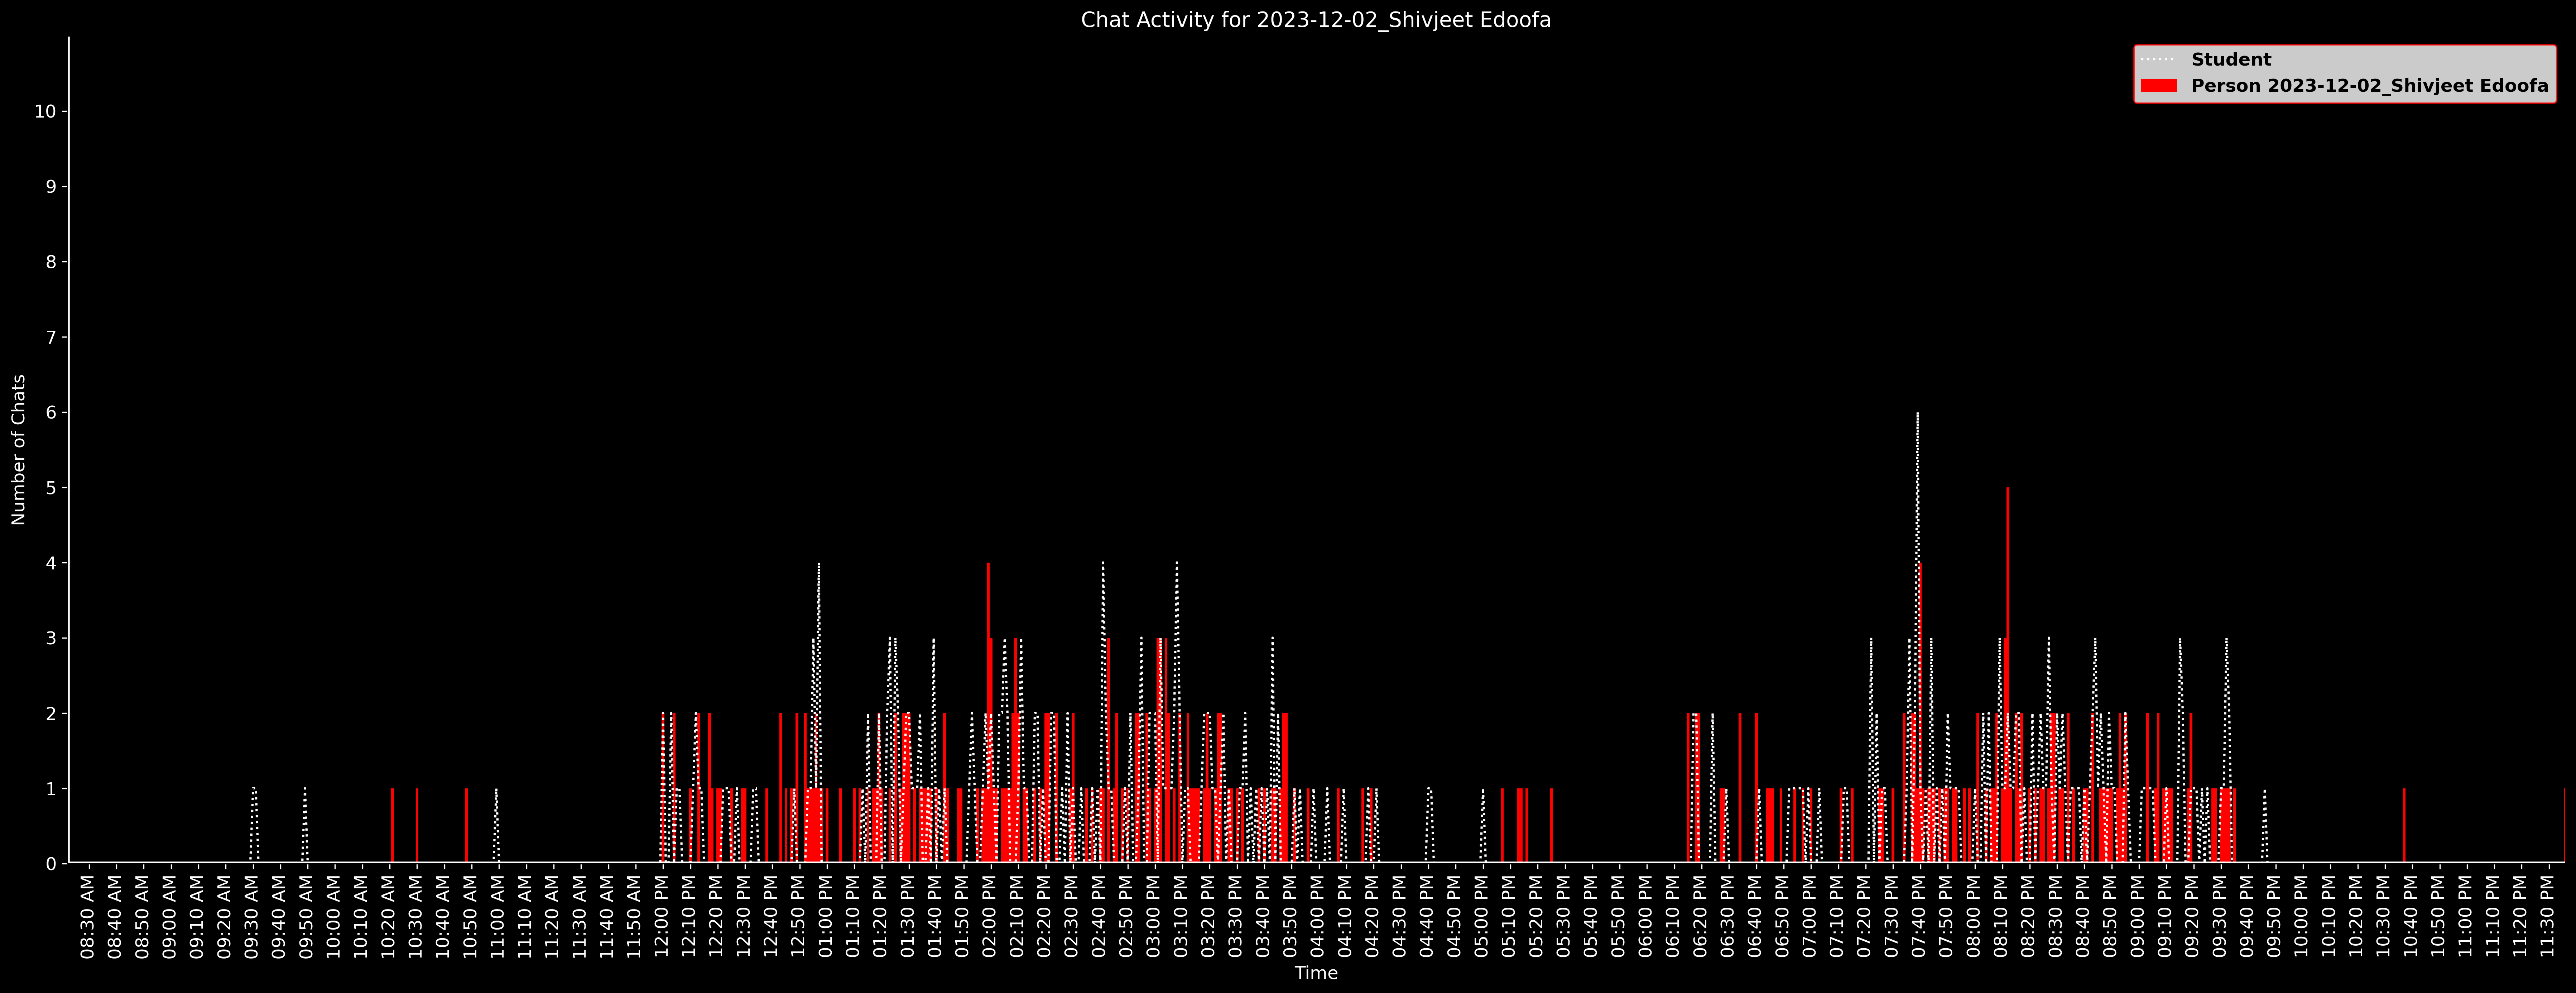 Chat Activity for 2023-12-02_Shivjeet Edoofa
Student
Person 2023-12-02_Shivjeet Edoofa
Number of Chats
10
9
8
7
6
5
4
3
2
1
0
08:30 AM
08:40 AM
08:50 AM
09:00 AM
09:10 AM
09:20 AM
09:30 AM
09:40 AM
09:50 AM
10:00 AM
10:10 AM
10:20 AM
10:30 AM
10:40 AM
10:50 AM
11:00 AM
11:10 AM
11:20 AM
11:30 AM
11:40 AM
11:50 AM
12:00 PM
12:10 PM
12:20 PM
12:30 PM
12:40 PM
12:50 PM
01:00 PM
01:10 PM
01:20 PM
01:30 PM
01:40 PM
01:50 PM
02:00 PM
02:10 PM
02:20 PM
02:30 PM
02:40 PM
02:50 PM
03:00 PM
03:10 PM
03:20 PM
03:30 PM
03:40 PM
03:50 PM
04:00 PM
04:10 PM
04:20 PM
04:30 PM
04:40 PM
04:50 PM
05:00 PM
05:10 PM
05:20 PM
05:30 PM
05:40 PM
05:50 PM
06:00 PM
06:10 PM
06:20 PM
06:30 PM
06:40 PM
06:50 PM
07:00 PM
07:10 PM
07:20 PM
07:30 PM
07:40 PM
07:50 PM
08:00 PM
08:10 PM
08:20 PM
08:30 PM
08:40 PM
08:50 PM
09:00 PM
09:10 PM
09:20 PM
09:30 PM
09:40 PM
09:50 PM
10:00 PM
10:10 PM
10:20 PM
10:30 PM
10:40 PM
10:50 PM
11:00 PM
11:10 PM
11:20 PM
11:30 PM
Time